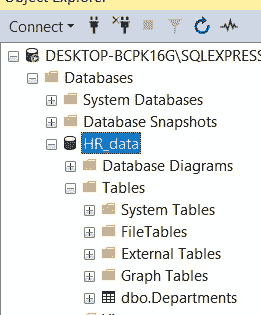 Object Explorer
Connect
DESKTOP-BCPK16G\SQLEXPRESS
Databases
System Databases
Database Snapshots
HR_data
Database Diagrams
Tables
System Tables
FileTables
External Tables
Graph Tables
dbo.Departments